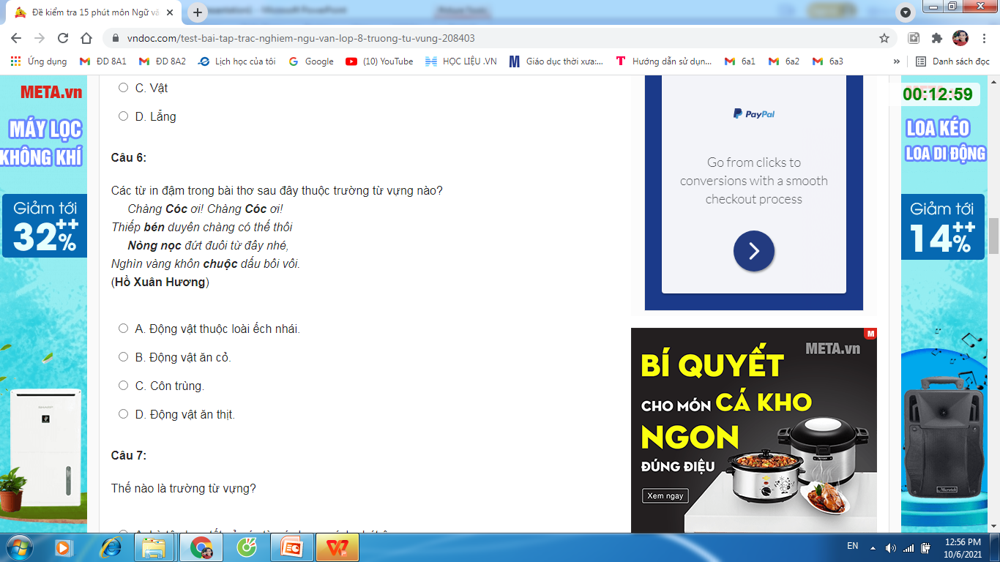 Đề kiểm tra 15 phút môn Ngữ vă
vndoc.com/test-bai-tap-trac-nghiem-ngu-van-lop-8-truong-tu-vung-208403
Ứng dụng
ĐD 8A1
ĐD 8A2
Lịch học của tôi
Google
(10) YouTube
HỌC LIỆU .VN
Giáo dục thời xưa:...
Hướng dẫn sử dụn...
6a1
6a2
6a3
»
Danh sách đọc
META.vn
MÁY LỌC
KHÔNG KHÍ
Giảm tới
32++%
C. Vật
D. Lẳng
Câu 6:
Các từ in đậm trong bài thơ sau đây thuộc trường từ vựng nào?
Chàng Cóc ơi! Chàng Cóc ơi!
Thiếp bén duyên chàng có thế thôi
Nòng nọc đứt đuôi từ đây nhé,
Nghìn vàng khôn chuộc dấu bôi vôi.
(Hồ Xuân Hương)
A. Động vật thuộc loài ếch nhái.
B. Động vật ăn cỏ.
C. Côn trùng.
D. Động vật ăn thịt.
Câu 7:
Thế nào là trường từ vựng?
PayPal
Go from clicks to
conversions with a smooth
checkout process
M
META.vn
BÍ QUYẾT
CHO MÓN CÁ KHO
NGON
ĐÚNG ĐIỆU
Xem ngay
00:12:59
LOA KÉO
LOA DI ĐỘNG
Giảm tới
14++%
EN
12:56 PM
10/6/2021